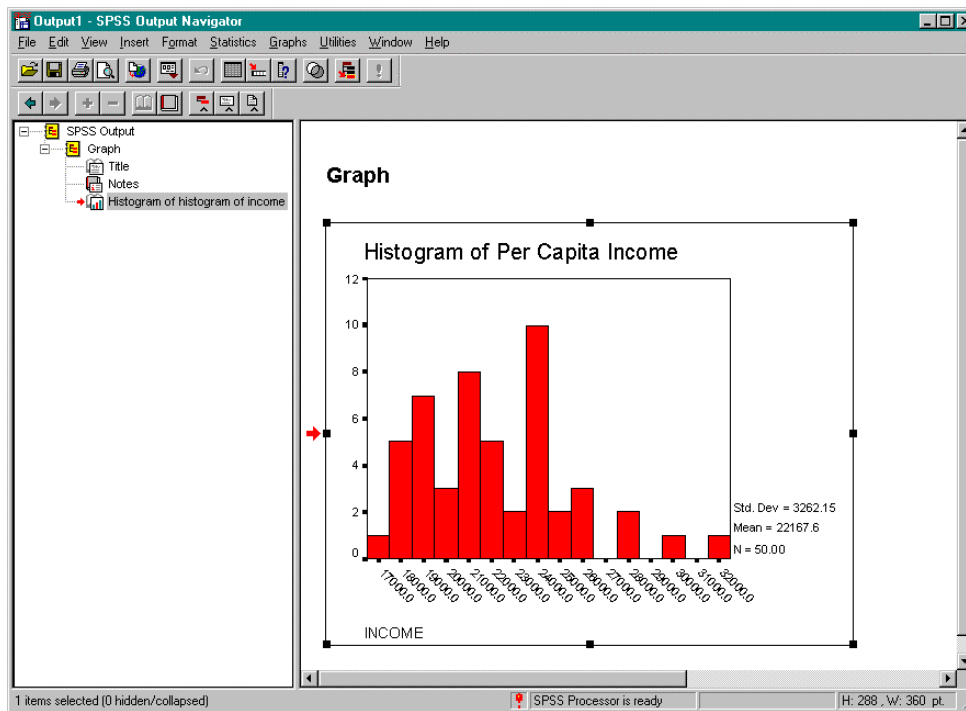 Output1 - SPSS Output Navigator
File Edit View Insert Format Statistics Graphs Utilities Window Help
SPSS Output
Graph
Title
Notes
Histogram of histogram of income
Graph
Histogram of Per Capita Income
12
10
8
6
4
2
0
Std. Dev = 3262.15
Mean = 22167.6
N = 50.00
17000.0
18000.0
19000.0
20000.0
21000.0
22000.0
23000.0
24000.0
25000.0
26000.0
27000.0
28000.0
29000.0
30000.0
31000.0
32000.0
INCOME
1 items selected (0 hidden/collapsed)
SPSS Processor is ready
H: 288 , W: 360 pt.